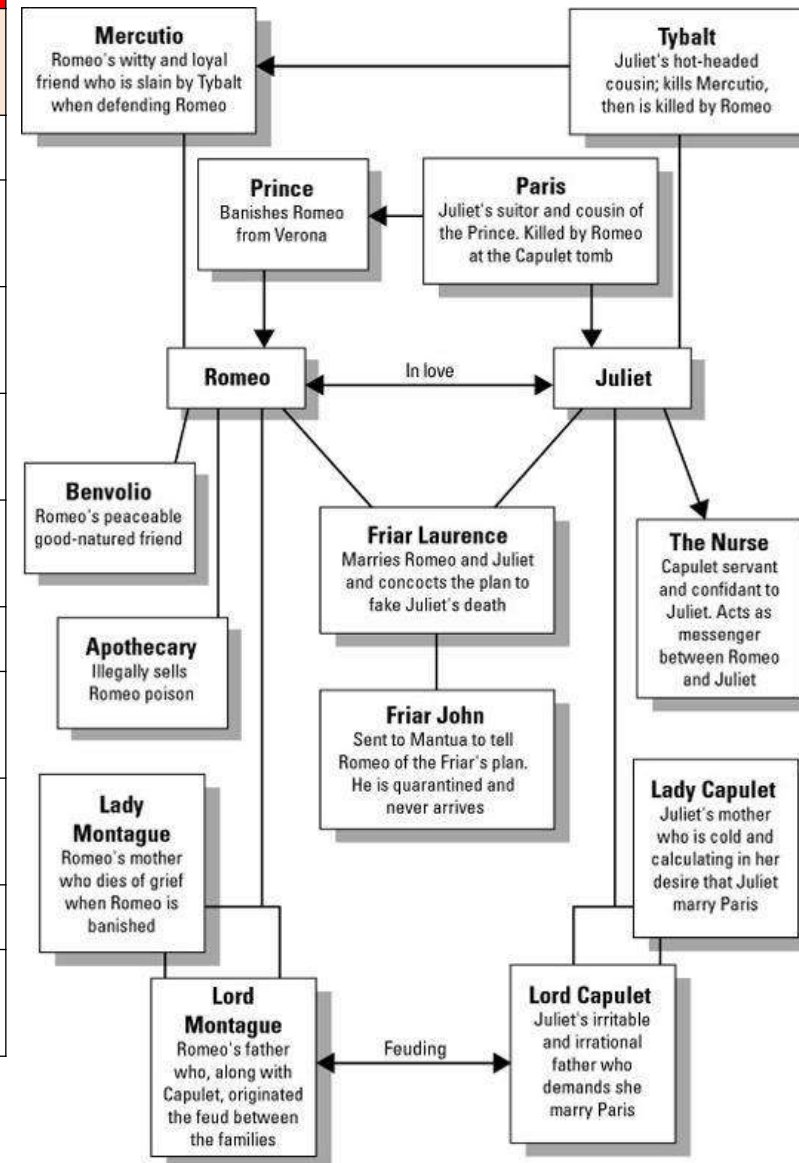 Mercutio
Romeo's witty and loyal
friend who is slain by Tybalt
when defending Romeo
Tybalt
Juliet's hot-headed
cousin; kills Mercutio,
then is killed by Romeo
Prince
Banishes Romeo
from Verona
Paris
Juliet's suitor and cousin of
the Prince. Killed by Romeo
at the Capulet tomb
Romeo
In love
Juliet
Benvolio
Romeo's peaceable
good-natured friend
Friar Laurence
Marries Romeo and Juliet
and concocts the plan to
fake Juliet's death
The Nurse
Capulet servant
and confidant to
Juliet. Acts as
messenger
between Romeo
and Juliet
Apothecary
Illegally sells
Romeo poison
Friar John
Sent to Mantua to tell
Romeo of the Friar's plan.
He is quarantined and
never arrives
Lady
Montague
Romeo's mother
who dies of grief
when Romeo is
banished
Lady Capulet
Juliet's mother
who is cold and
calculating in her
desire that Juliet
marry Paris
Lord
Montague
Romeo's father
who, along with
Capulet, originated
the feud between
the families
Feuding
Lord Capulet
Juliet's irritable
and irrational
father who
demands she
marry Paris